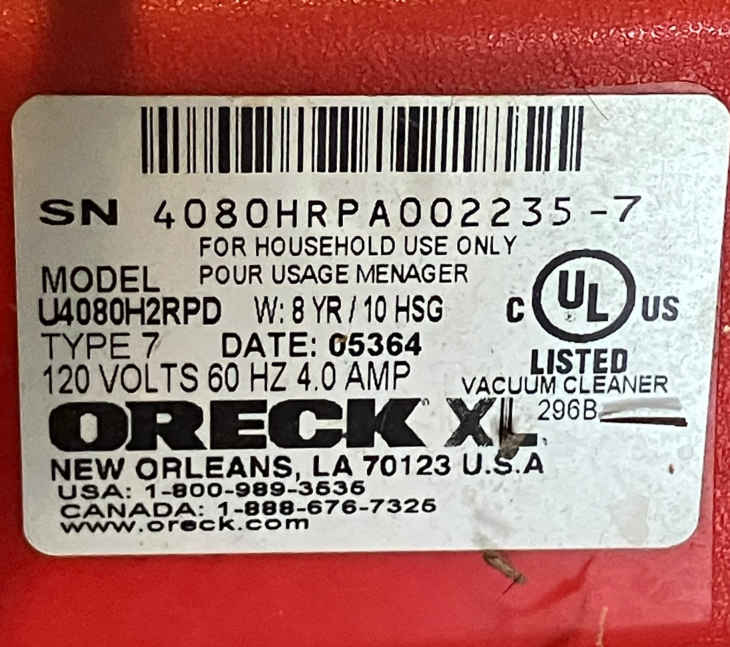 SN 4080HRPA002235-7
FOR HOUSEHOLD USE ONLY
POUR USAGE MENAGER
MODEL
U4080H2RPD W: 8 YR / 10 HSG
TYPE 7 DATE: 05364
120 VOLTS 60 HZ 4.0 AMP
C UL US
LISTED
VACUUM CLEANER
296B
ORECK XL
NEW ORLEANS, LA 70123 U.S.A
USA: 1-800-989-3535
CANADA: 1-888-676-7325
www.oreck.com